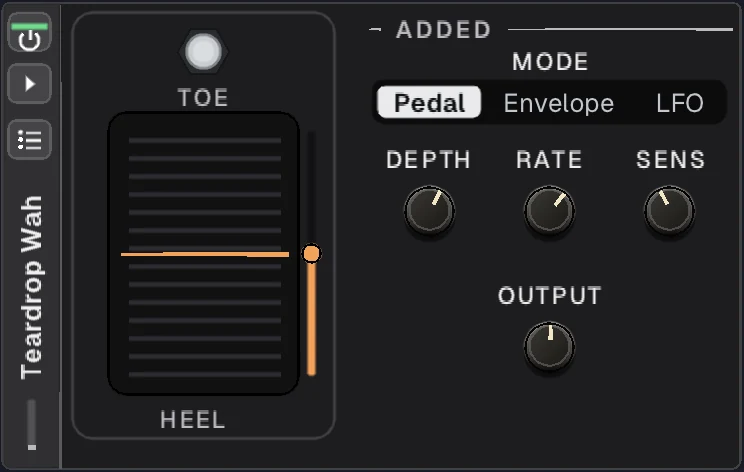 Teardrop Wah
TOE
HEEL
ADDED
MODE
Pedal Envelope LFO
DEPTH RATE SENS
OUTPUT